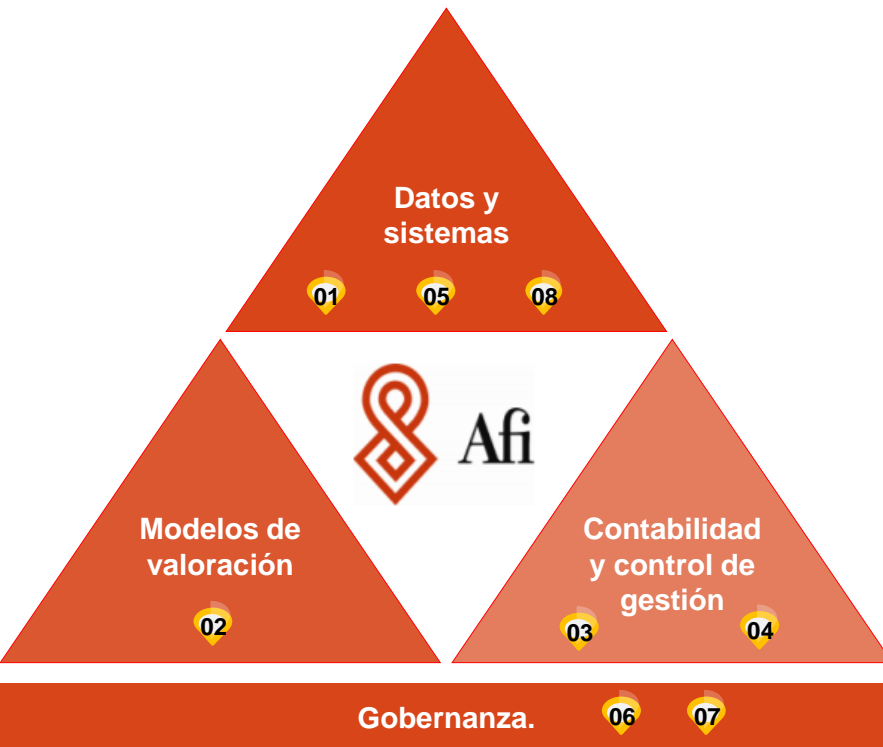 Datos y
sistemas
01 05 08
Afi
Modelos de
valoración
02
Contabilidad
y control de
gestión
03 04
Gobernanza. 06 07